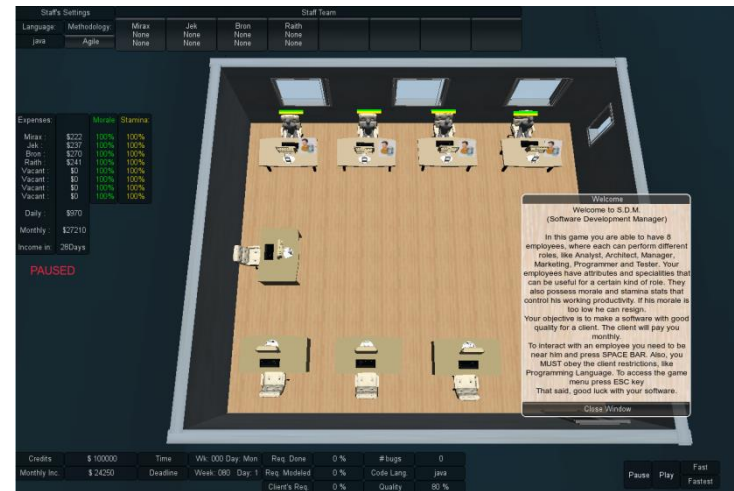 Staff's Settings
Staff Team
Language: Methodology: Mirax Jek Bron Raith
None None None None
java Agile None None None None
Expenses: Morale Stamina:
Mirax : $222 100% 100%
Jek : $237 100% 100%
Bron : $270 100% 100%
Raith : $241 100% 100%
Vacant : $0 100% 100%
Vacant : $0 100% 100%
Vacant : $0 100% 100%
Vacant : $0 100% 100%
Daily : $970
Monthly : $27210
Income in: 28Days
PAUSED
Welcome
Welcome to S.D.M.
(Software Development Manager)
In this game you are able to have 8
employees, where each can perform different
roles, like Analyst, Architect, Manager,
Marketing, Programmer and Tester. Your
employees have attributes and specialities that
can be useful for a certain kind of role. They
also possess morale and stamina stats that
control his working productivity. If his morale is
too low he can resign.
Your objective is to make a software with good
quality for a client. The client will pay you
monthly.
To interact with an employee you need to be
near him and press SPACE BAR. Also, you
MUST obey the client restrictions, like
Programming Language. To access the game
menu press ESC key
That said, good luck with your software.
Close Window
Credits $ 100000 Time Wk: 000 Day: Mon Req. Done 0 % # bugs 0
Monthly Inc. $ 24250 Deadline Week: 080 Day: 1 Req. Modeled 0 % Code Lang. java
Client's Req. 0 % Quality 80 %
Pause Play Fast
Fastest